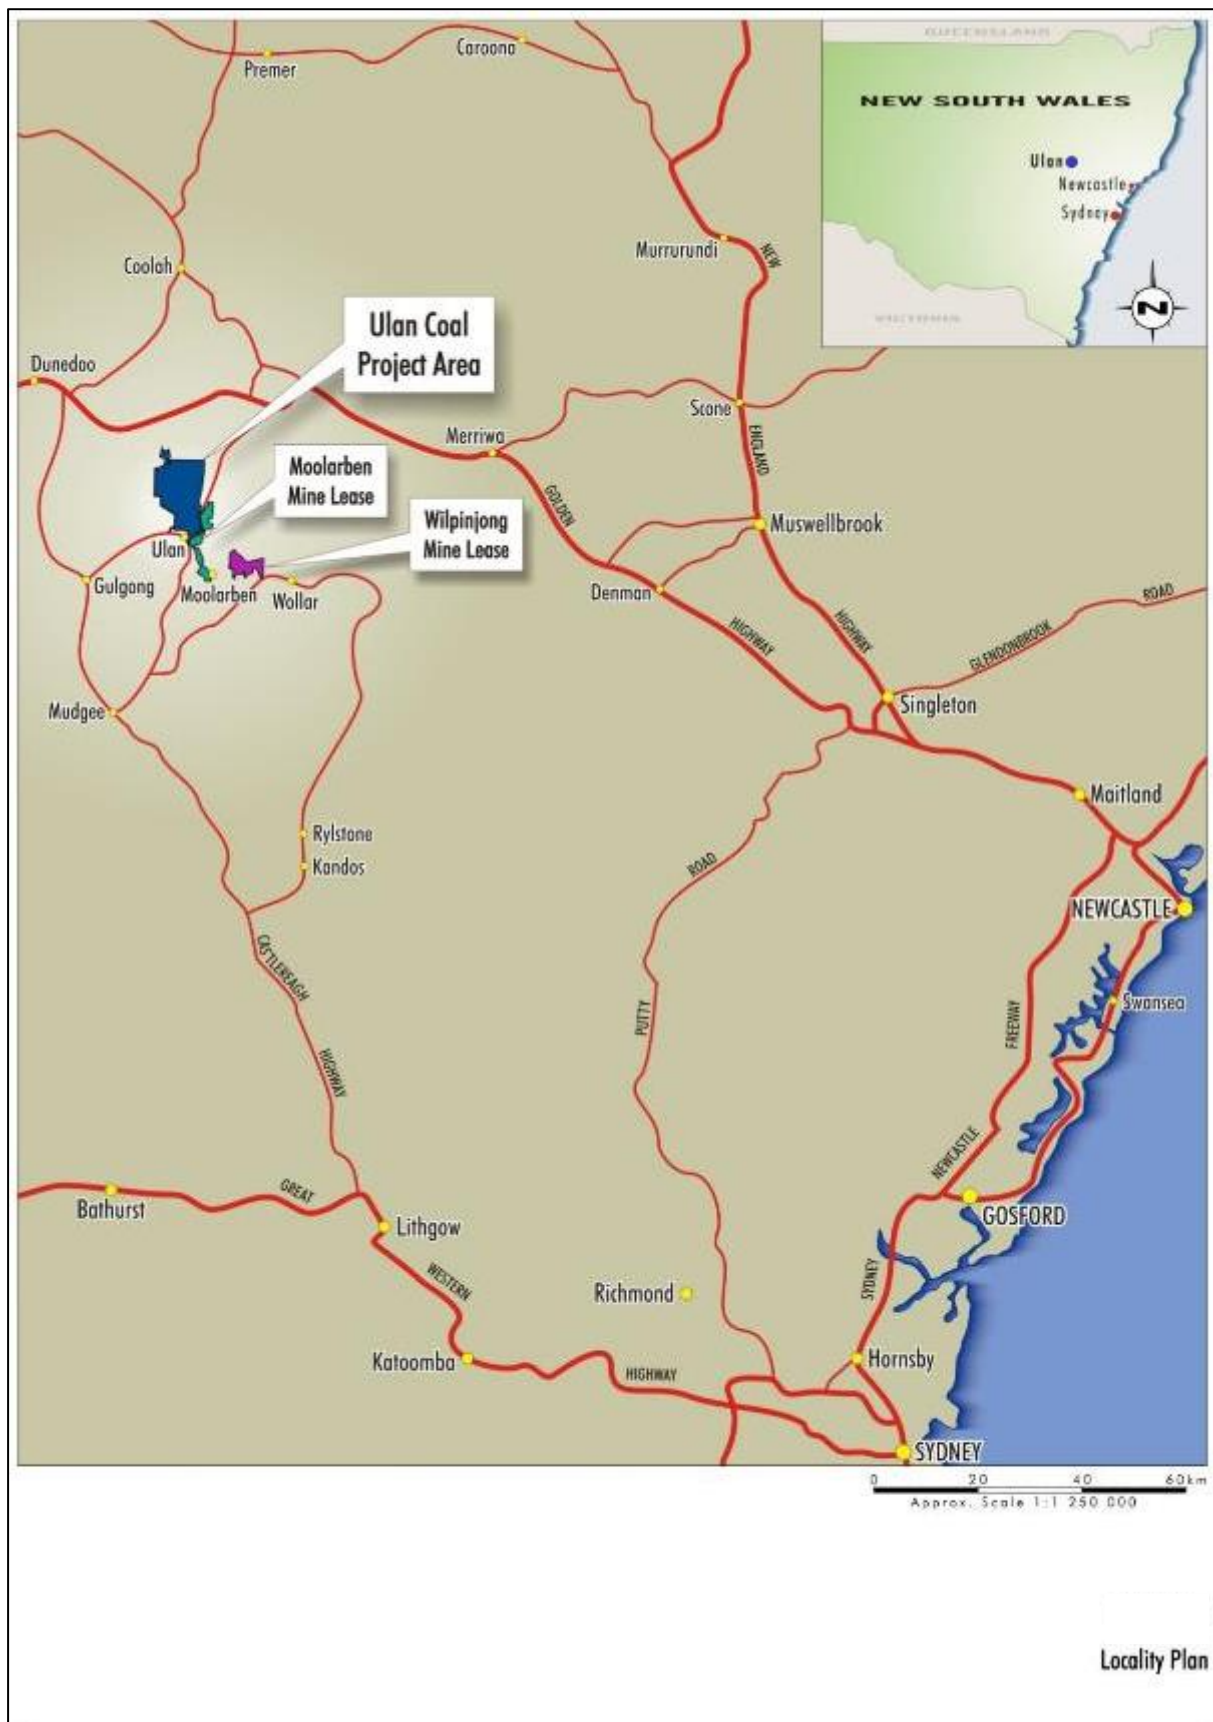 QUEENSLAND
NEW SOUTH WALES
Ulan
Newcastle
Sydney
VICTORIA
N
Caroona
Premer
Murrurundi
NEW
Coolah
Ulan Coal
Project Area
Dunedoo
Scone
ENGLAND
Merriwa
Moolarben
Mine Lease
GOLDEN
Wilpinjong
Mine Lease
Muswellbrook
Ulan
Gulgong
Moolarben
Wollar
Denman
HIGHWAY
HIGHWAY
GLENDONBROOK
ROAD
Singleton
Mudgee
Maitland
Rylstone
Kandos
ROAD
NEWCASTLE
CASTLEREAGH
HIGHWAY
PUTTY
FREEWAY
Swansea
NEWCASTLE
Bathurst
GREAT
Lithgow
GOSFORD
WESTERN
Richmond
SYDNEY
Katoomba
HIGHWAY
Hornsby
SYDNEY
0 20 40 60km
Approx. Scale 1:1 250 000
Locality Plan